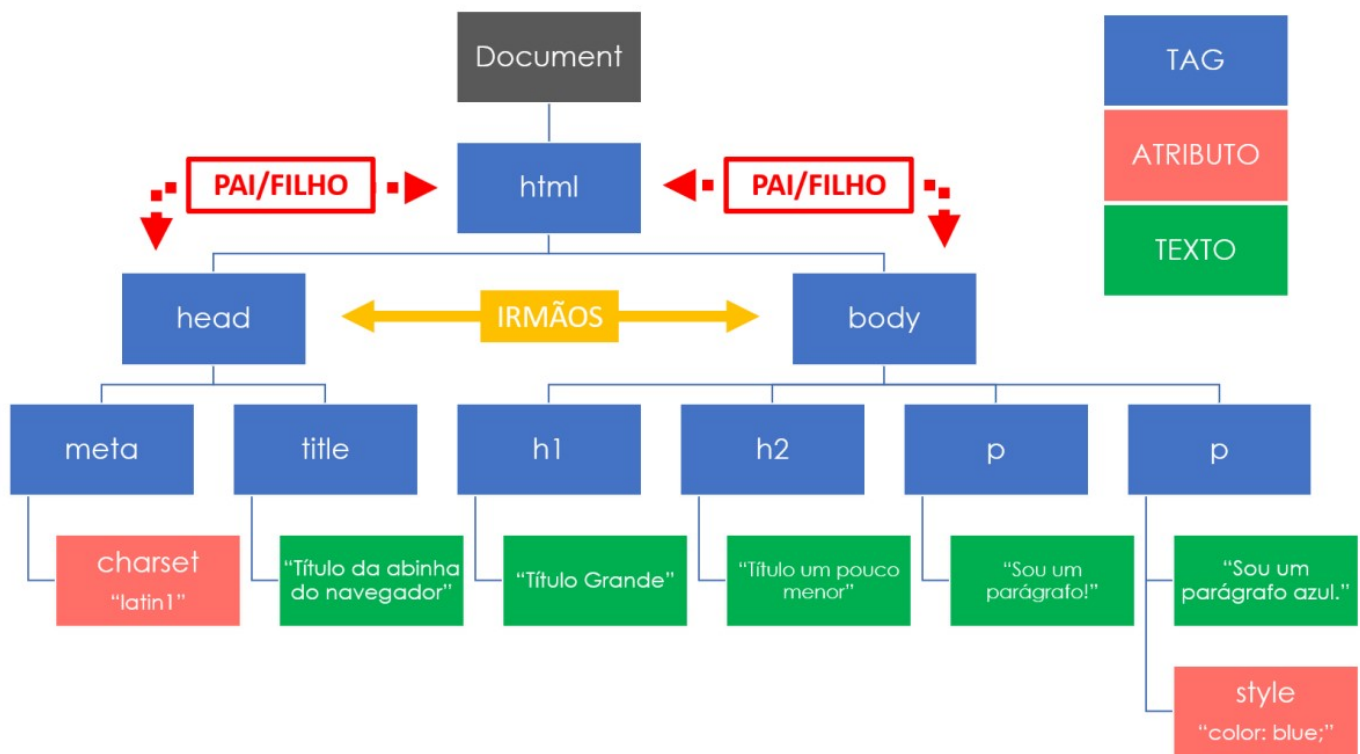 Document
TAG
ATRIBUTO
TEXTO
PAI/FILHO
html
PAI/FILHO
head
IRMÃOS
body
meta
title
h1
h2
p
p
charset
"latin1"
“Título da abinha
do navegador”
“Título Grande”
“Título um pouco
menor”
“Sou um
parágrafo!”
“Sou um
parágrafo azul.”
style
“color: blue;”